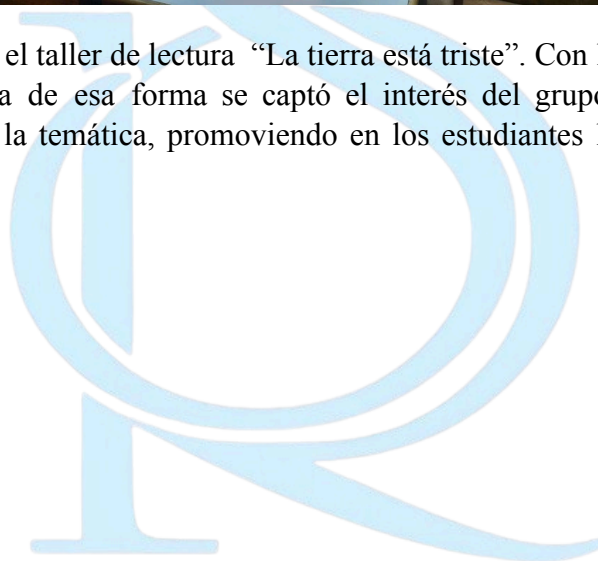 el taller de lectura “La tierra está triste”. Con
a de esa forma se captó el interés del grupo
la temática, promoviendo en los estudiantes